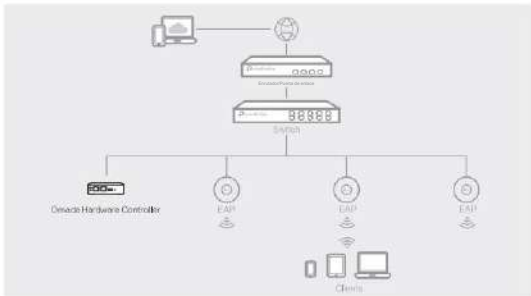 Switch
Omada Hardware Controller
EAP
EAP
EAP
Clients